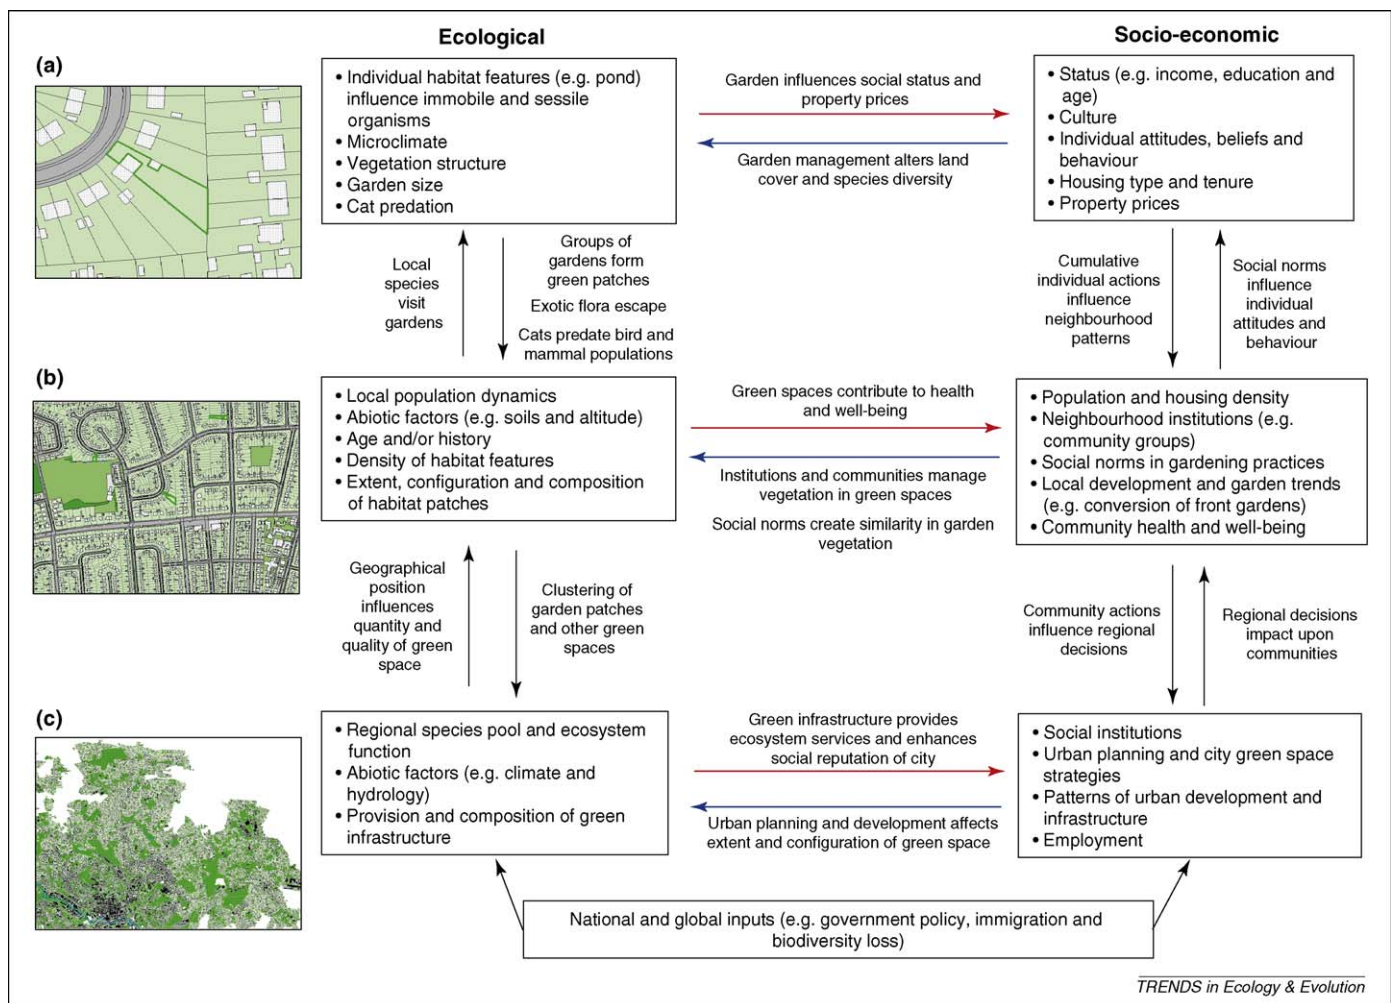 Ecological
Socio-economic
(a)
• Individual habitat features (e.g. pond)
influence immobile and sessile
organisms
• Microclimate
• Vegetation structure
• Garden size
• Cat predation
Garden influences social status and
property prices
Garden management alters land
cover and species diversity
• Status (e.g. income, education and
age)
• Culture
• Individual attitudes, beliefs and
behaviour
• Housing type and tenure
• Property prices
Local
species
visit
gardens
Groups of
gardens form
green patches
Exotic flora escape
Cats predate bird and
mammal populations
Cumulative
individual actions
influence
neighbourhood
patterns
Social norms
influence
individual
attitudes and
behaviour
(b)
• Local population dynamics
• Abiotic factors (e.g. soils and altitude)
• Age and/or history
• Density of habitat features
• Extent, configuration and composition
of habitat patches
Green spaces contribute to health
and well-being
Institutions and communities manage
vegetation in green spaces
Social norms create similarity in garden
vegetation
• Population and housing density
• Neighbourhood institutions (e.g.
community groups)
• Social norms in gardening practices
• Local development and garden trends
(e.g. conversion of front gardens)
• Community health and well-being
Geographical
position
influences
quantity and
quality of green
space
Clustering of
garden patches
and other green
spaces
Community actions
influence regional
decisions
Regional decisions
impact upon
communities
(c)
• Regional species pool and ecosystem
function
• Abiotic factors (e.g. climate and
hydrology)
• Provision and composition of green
infrastructure
Green infrastructure provides
ecosystem services and enhances
social reputation of city
Urban planning and development affects
extent and configuration of green space
• Social institutions
• Urban planning and city green space
strategies
• Patterns of urban development and
infrastructure
• Employment
National and global inputs (e.g. government policy, immigration and
biodiversity loss)
TRENDS in Ecology & Evolution